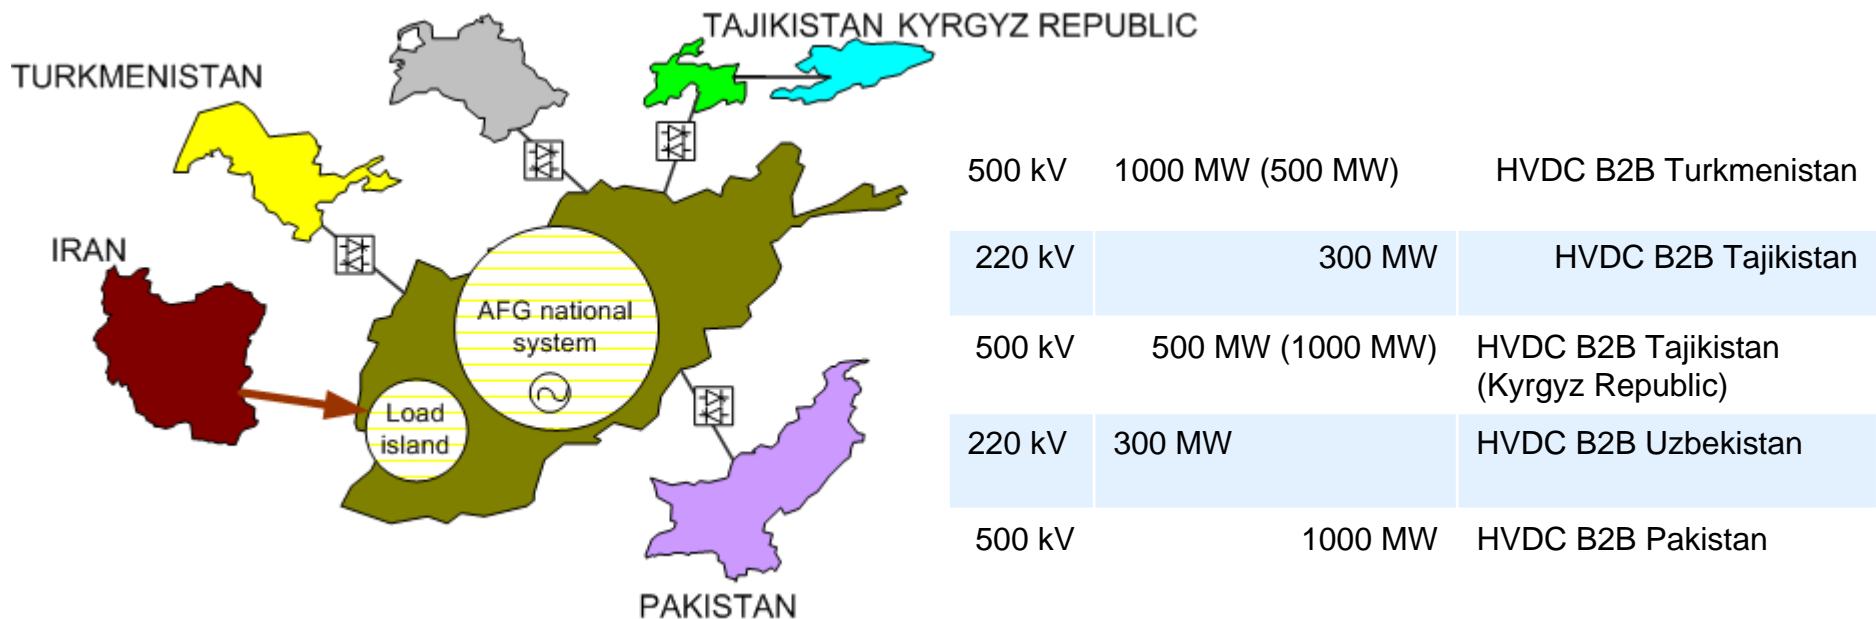 TAJIKISTAN KYRGYZ REPUBLIC
TURKMENISTAN
IRAN
AFG national
system
Load
island
PAKISTAN
500 kV 1000 MW (500 MW) HVDC B2B Turkmenistan
220 kV 300 MW HVDC B2B Tajikistan
500 kV 500 MW (1000 MW) HVDC B2B Tajikistan
(Kyrgyz Republic)
220 kV 300 MW HVDC B2B Uzbekistan
500 kV 1000 MW HVDC B2B Pakistan